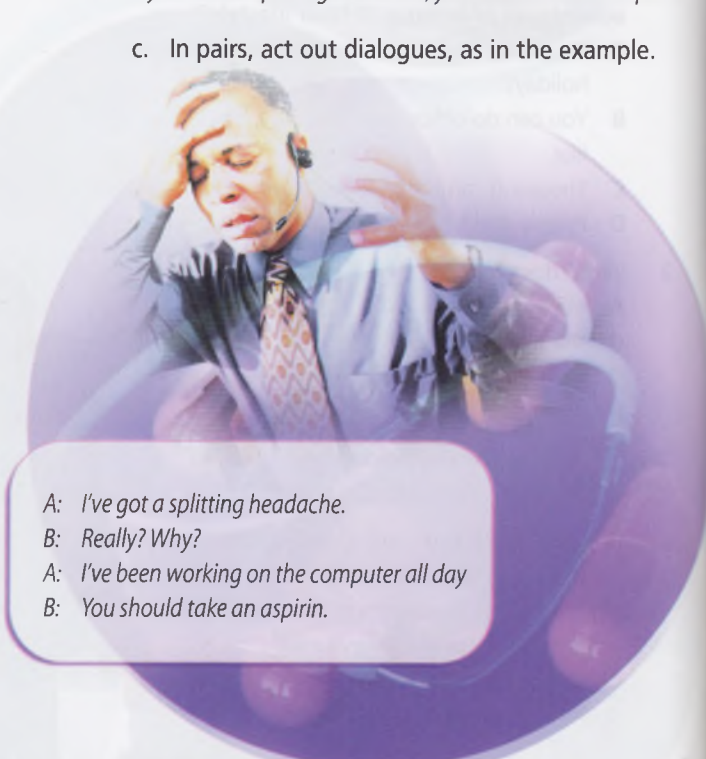 c. In pairs, act out dialogues, as in the example.
A: I've got a splitting headache.
B: Really? Why?
A: I've been working on the computer all day
B: You should take an aspirin.